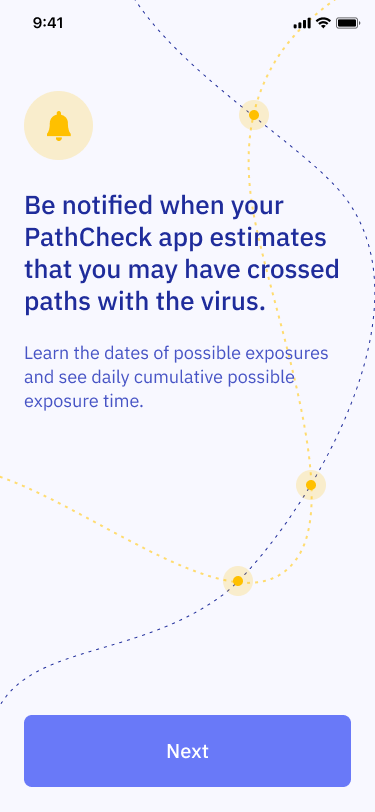 9:41
Be notified when your
PathCheck app estimates
that you may have crossed
paths with the virus.
Learn the dates of possible exposures
and see daily cumulative possible
exposure time.
Next